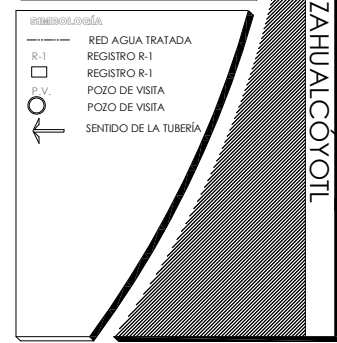 SIMBOLOGÍA
RED AGUA TRATADA
R-1 REGISTRO R-1
REGISTRO R-1
P.V. POZO DE VISITA
POZO DE VISITA
SENTIDO DE LA TUBERÍA
ZAHUALCÓYOTL